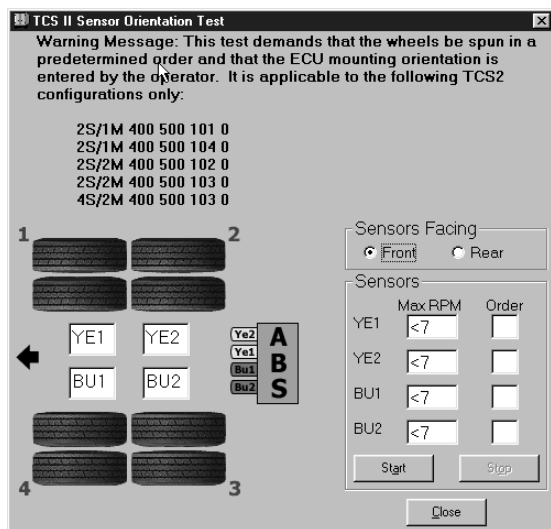 TCS II Sensor Orientation Test
Warning Message: This test demands that the wheels be spun in a
predetermined order and that the ECU mounting orientation is
entered by the operator. It is applicable to the following TCS2
configurations only:
2S/1M 400 500 101 0
2S/1M 400 500 104 0
2S/2M 400 500 102 0
2S/2M 400 500 103 0
4S/2M 400 500 103 0
1
2
YE1
YE2
BU1
BU2
4
3
Ye2
Ye1
Bu1
Bu2
A
B
S
Sensors Facing
Front
Rear
Sensors
Max RPM Order
YE1 <7
YE2 <7
BU1 <7
BU2 <7
Start
Stop
Close